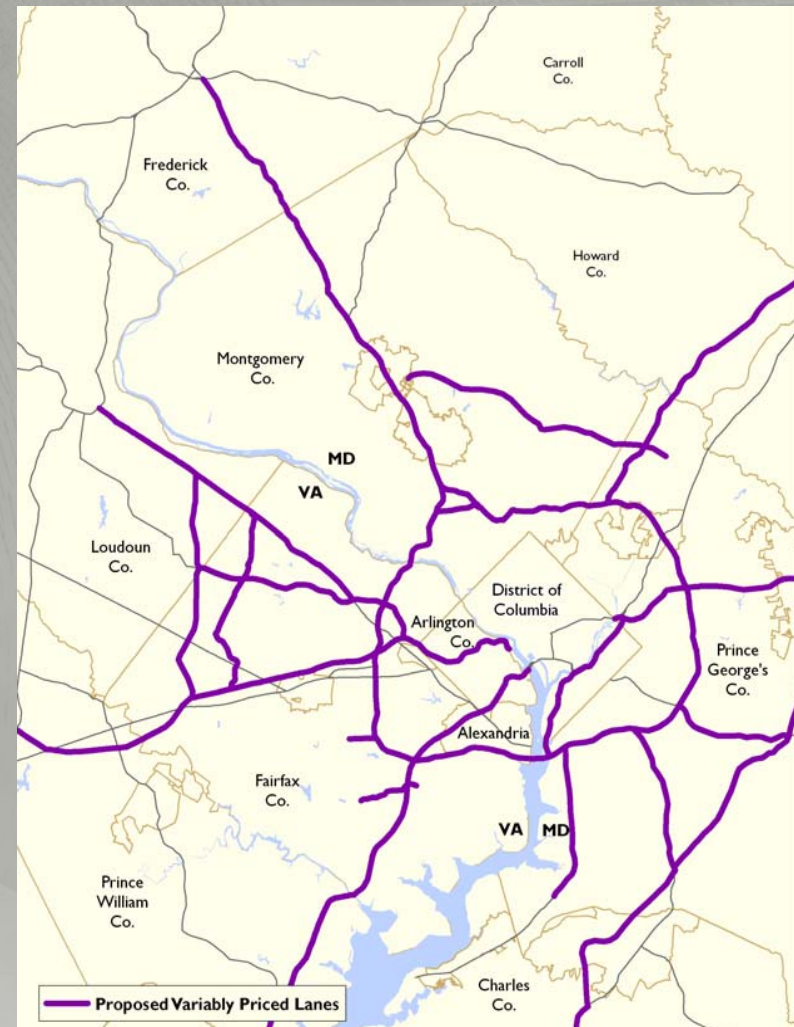 Carroll
Co.
Frederick
Co.
Howard
Co.
Montgomery
Co.
MD
VA
Loudoun
Co.
District of
Columbia
Arlington
Co.
Prince
George's
Co.
Alexandria
Fairfax
Co.
VA
MD
Prince
William
Co.
Charles
Co.
Proposed Variably Priced Lanes